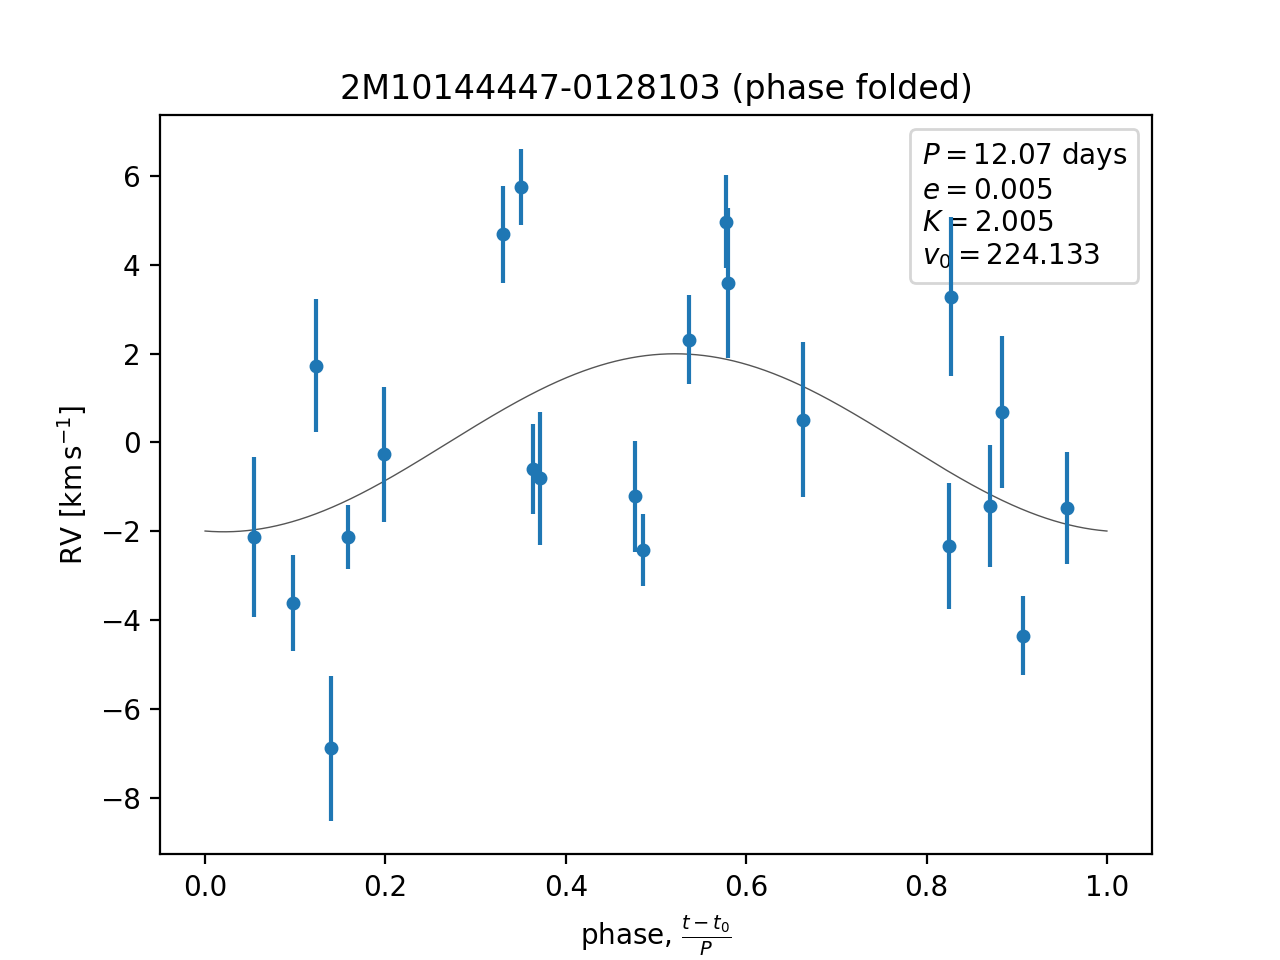 2M10144447-0128103 (phase folded)
P = 12.07 days
e = 0.005
K = 2.005
v₀ = 224.133
RV [km s⁻¹]
6
4
2
0
−2
−4
−6
−8
0.0 0.2 0.4 0.6 0.8 1.0
phase, (t − t₀)/P